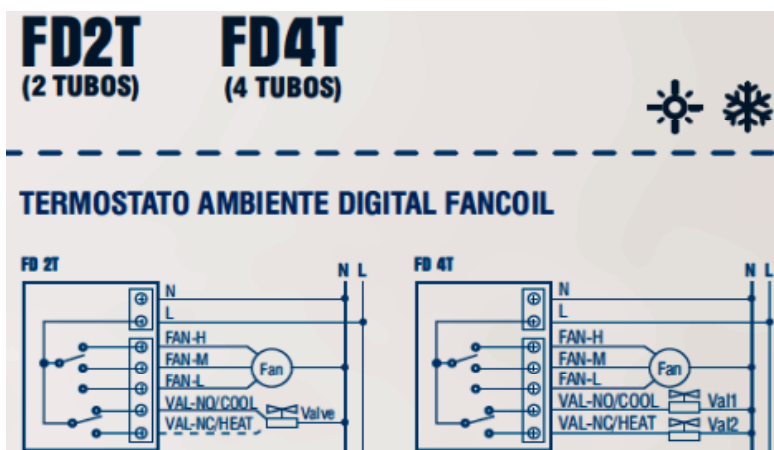 FD2T FD4T
(2 TUBOS) (4 TUBOS)
TERMOSTATO AMBIENTE DIGITAL FANCOIL
FD 2T
N L
N
L
FAN-H
FAN-M
FAN-L
Fan
VAL-NO/COOL
Valve
VAL-NC/HEAT
FD 4T
N L
N
L
FAN-H
FAN-M
FAN-L
Fan
VAL-NO/COOL
Val1
VAL-NC/HEAT
Val2